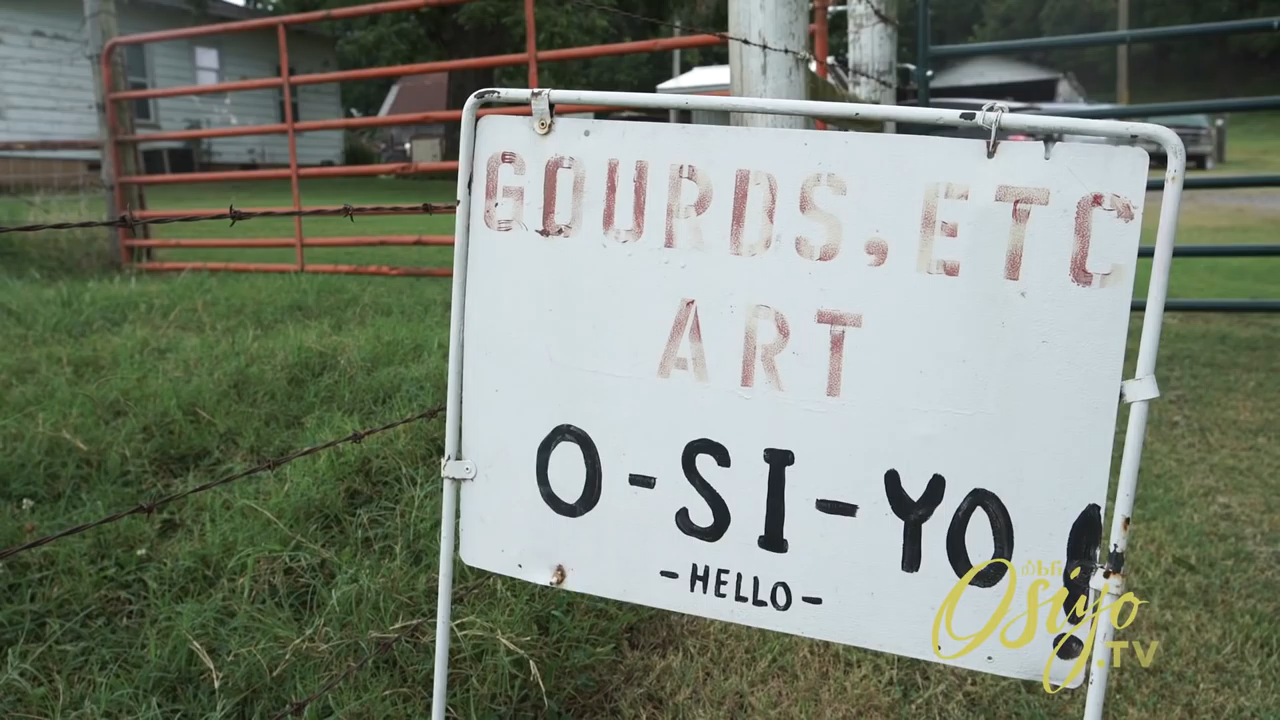 GOURDS, ETC
ART
O-SI-YO!
-HELLO-
Osiyo
.TV